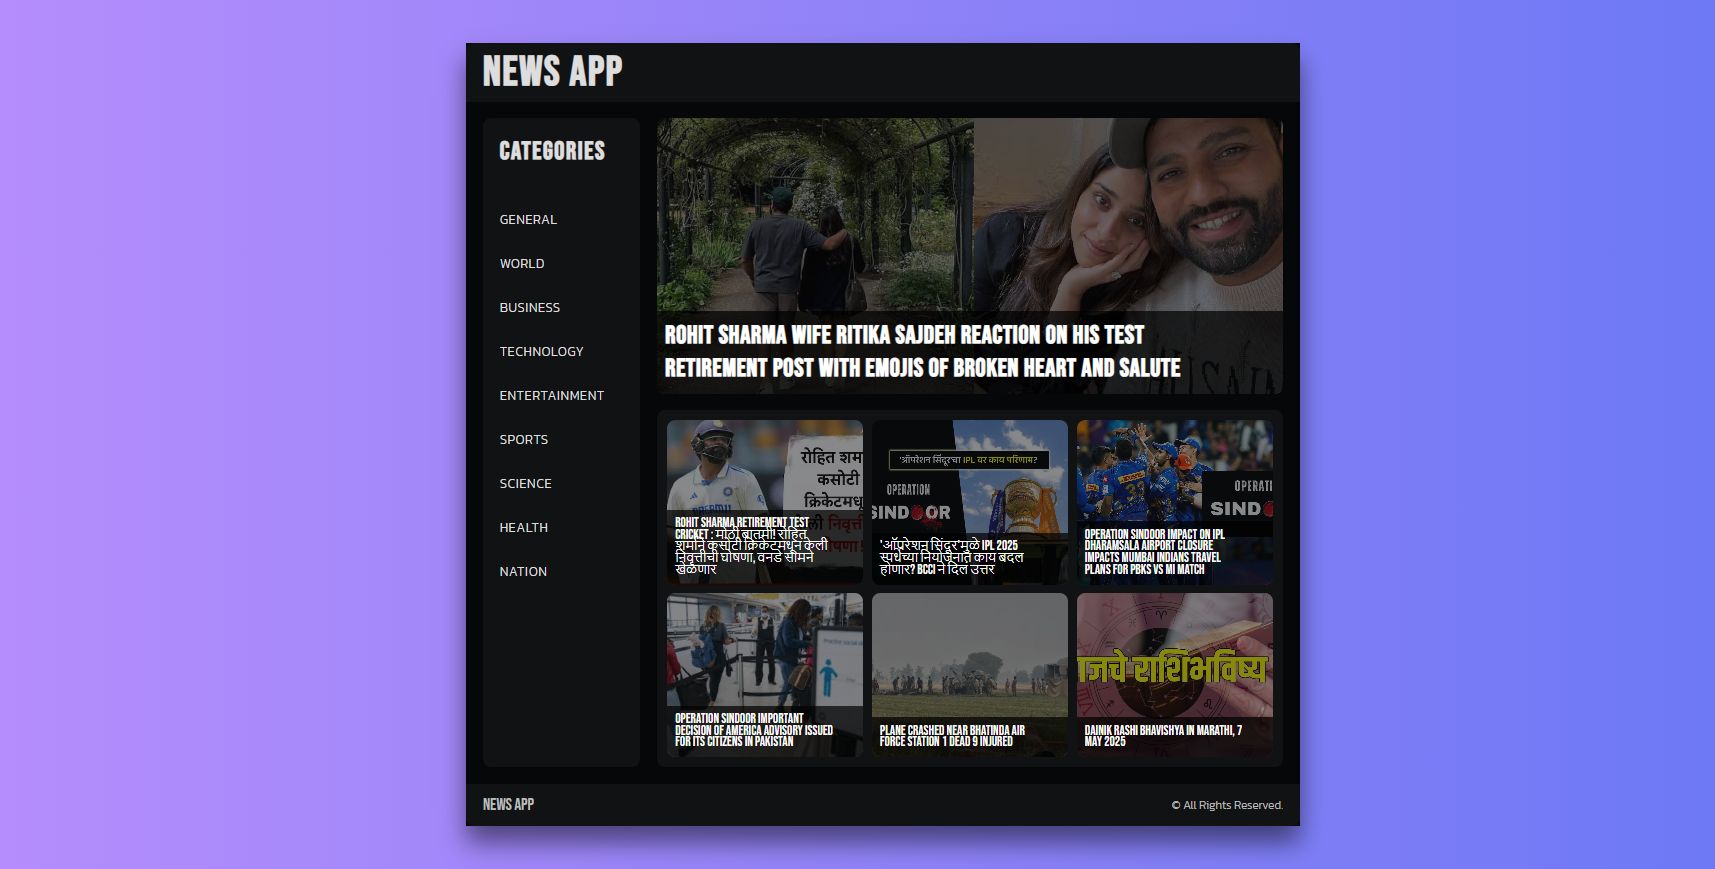 NEWS APP
CATEGORIES
GENERAL
WORLD
BUSINESS
TECHNOLOGY
ENTERTAINMENT
SPORTS
SCIENCE
HEALTH
NATION
ROHIT SHARMA WIFE RITIKA SAJDEH REACTION ON HIS TEST
RETIREMENT POST WITH EMOJIS OF BROKEN HEART AND SALUTE
रोहित
कसोटी
ROHIT SHARMA RETIREMENT TEST
CRICKET : मोठी बातमी! रोहित
शर्माने कसोटी क्रिकेटमधून केली
निवृत्तीची घोषणा, वनडे सामने
खेळणार
'ऑपरेशन सिंदूर'चा IPL वर काय परिणाम?
OPERATION
SINDOOR
'ऑपरेशन सिंदूर'मुळे IPL 2025
स्पर्धेच्या नियोजनात काय बदल
होणार? BCCI ने दिलं उत्तर
OPERATION SINDOOR IMPACT ON IPL
DHARAMSALA AIRPORT CLOSURE
IMPACTS MUMBAI INDIANS TRAVEL
PLANS FOR PBKS VS MI MATCH
OPERATION SINDOOR IMPORTANT
DECISION OF AMERICA ADVISORY ISSUED
FOR ITS CITIZENS IN PAKISTAN
PLANE CRASHED NEAR BHATINDA AIR
FORCE STATION 1 DEAD 9 INJURED
राशिभविष्य
DAINIK RASHI BHAVISHYA IN MARATHI, 7
MAY 2025
NEWS APP
© All Rights Reserved.